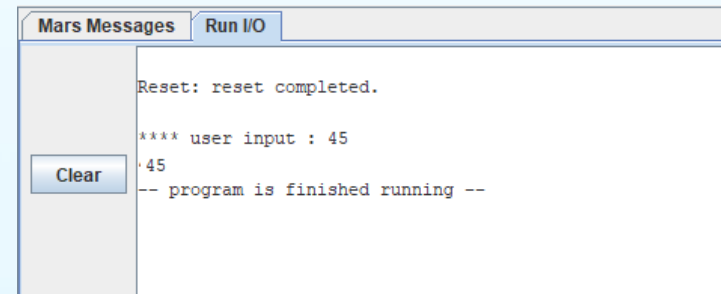 Mars Messages Run I/O
Reset: reset completed.
**** user input : 45
45
Clear
-- program is finished running --